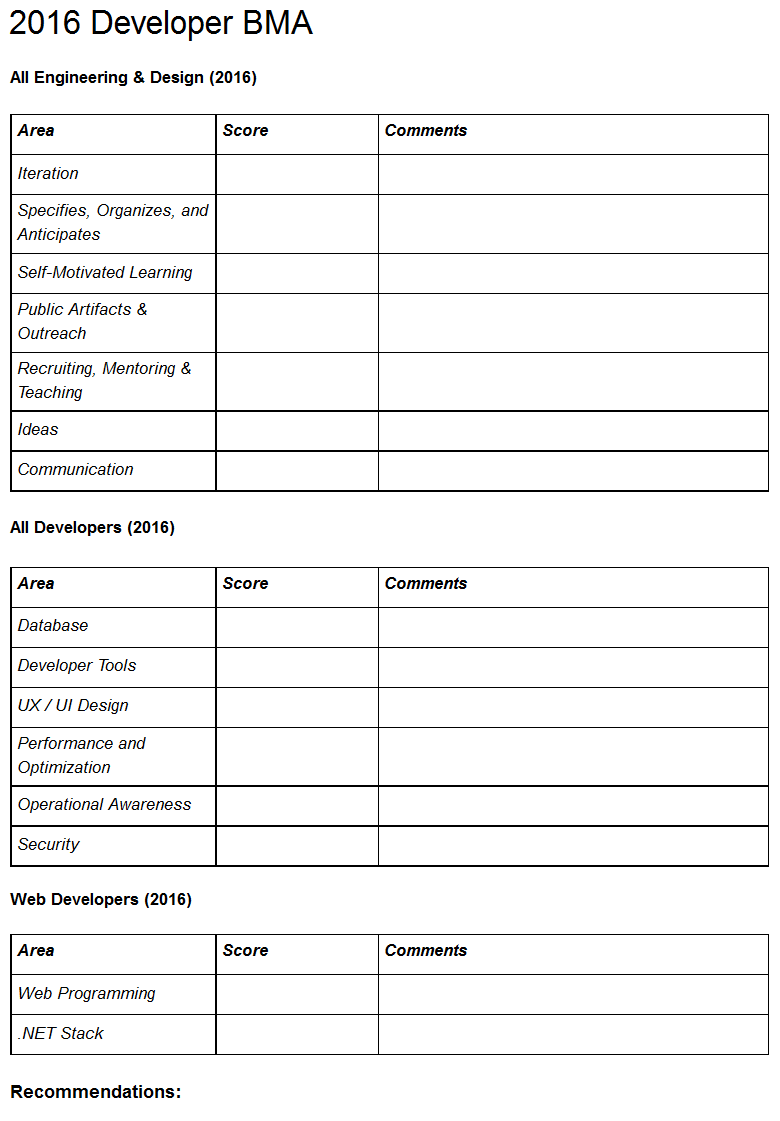 2016 Developer BMA
All Engineering & Design (2016)
Area Score Comments
Iteration
Specifies, Organizes, and
Anticipates
Self-Motivated Learning
Public Artifacts &
Outreach
Recruiting, Mentoring &
Teaching
Ideas
Communication
All Developers (2016)
Area Score Comments
Database
Developer Tools
UX / UI Design
Performance and
Optimization
Operational Awareness
Security
Web Developers (2016)
Area Score Comments
Web Programming
.NET Stack
Recommendations: